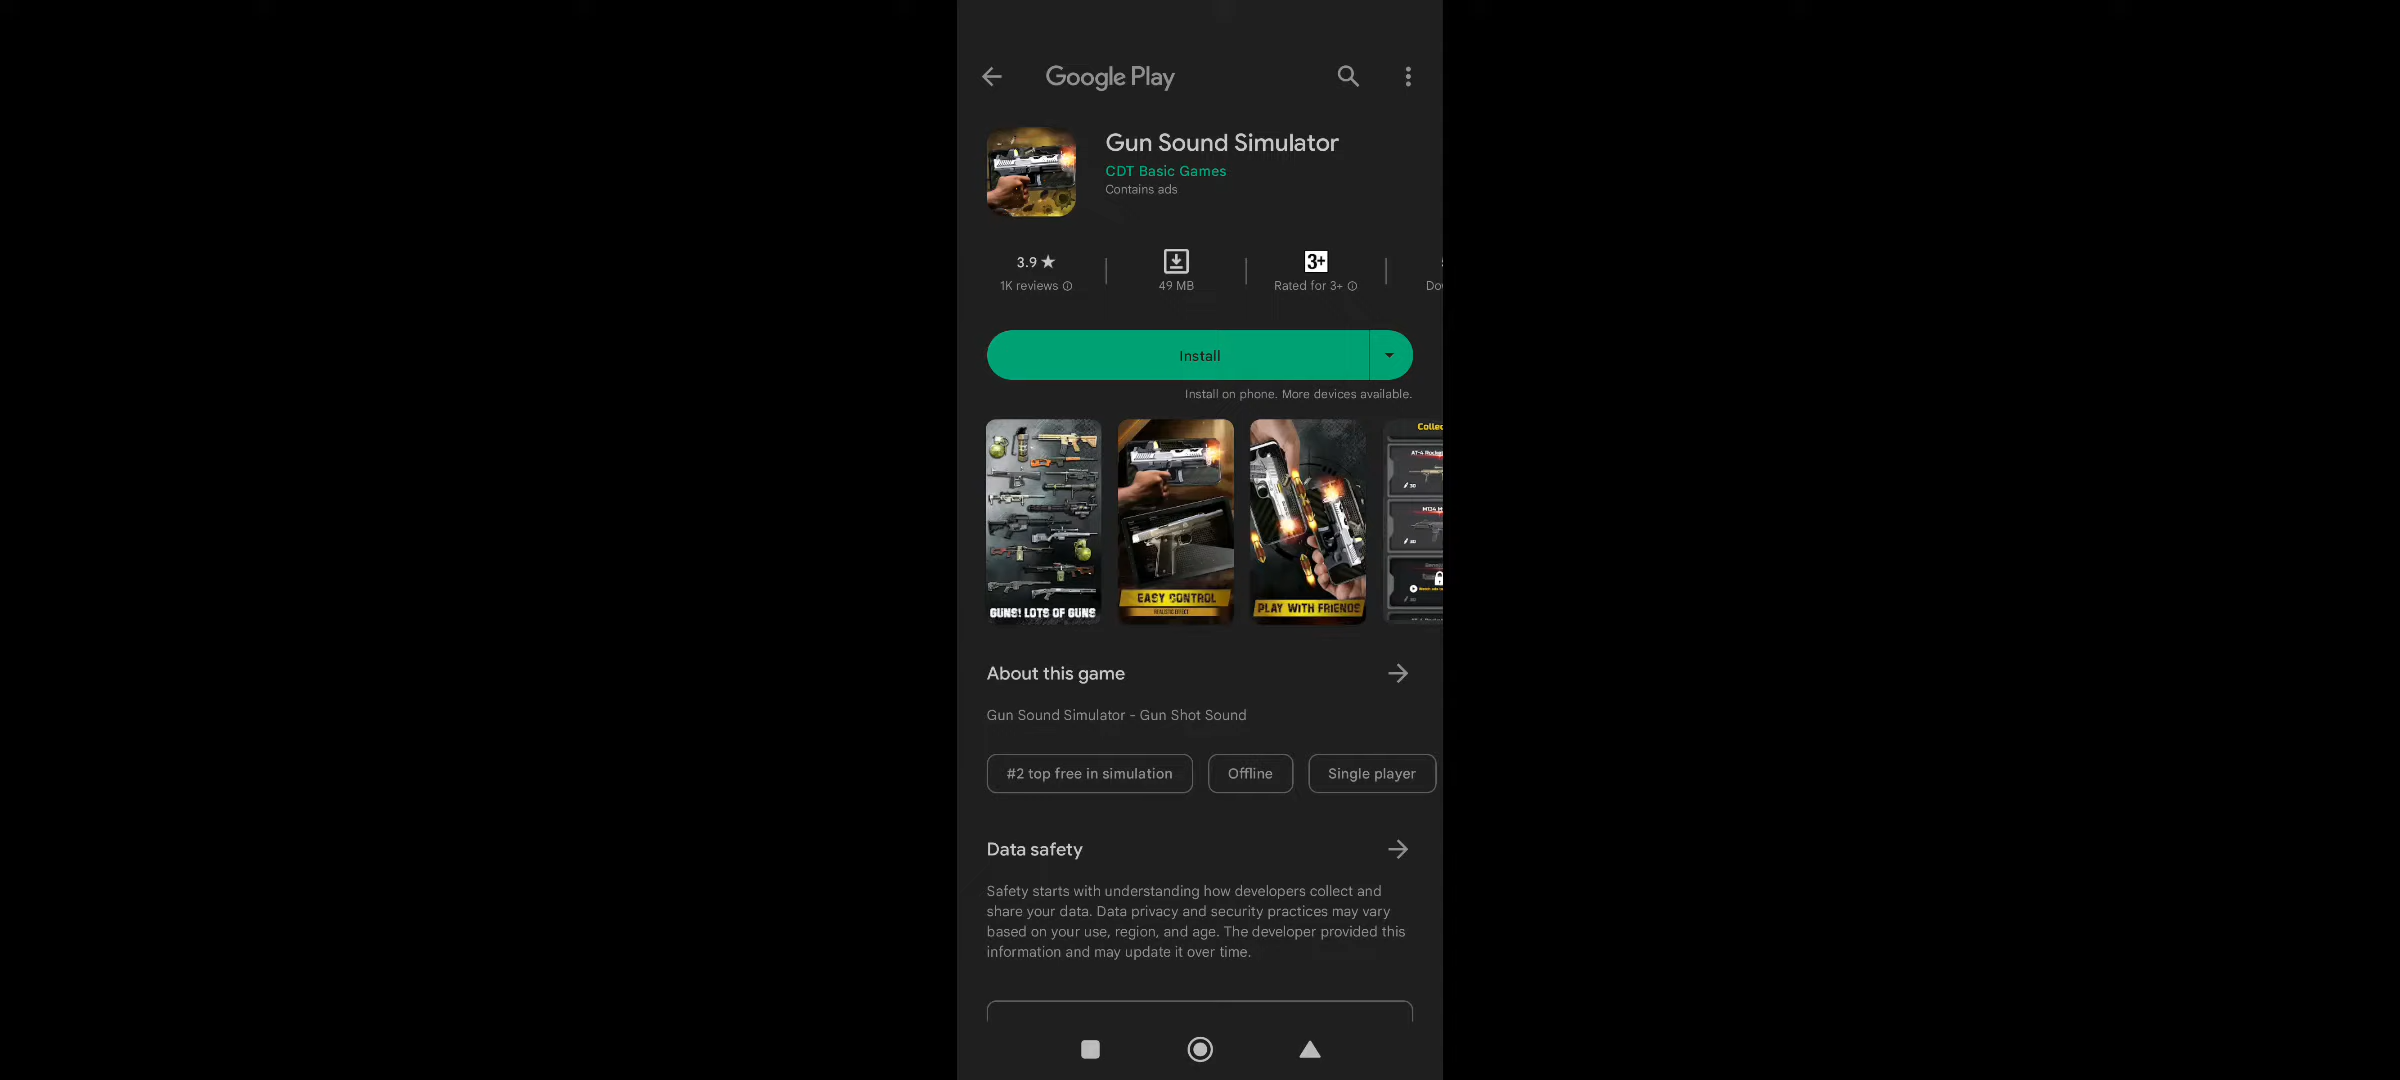 Google Play
Gun Sound Simulator
CDT Basic Games
Contains ads
3.9 ★
1K reviews
49 MB
3+
Rated for 3+
Install
Install on phone. More devices available.
GUNS! LOTS OF GUNS
EASY CONTROL
REALISTIC EFFECT
PLAY WITH FRIENDS
About this game
Gun Sound Simulator - Gun Shot Sound
#2 top free in simulation
Offline
Single player
Data safety
Safety starts with understanding how developers collect and
share your data. Data privacy and security practices may vary
based on your use, region, and age. The developer provided this
information and may update it over time.